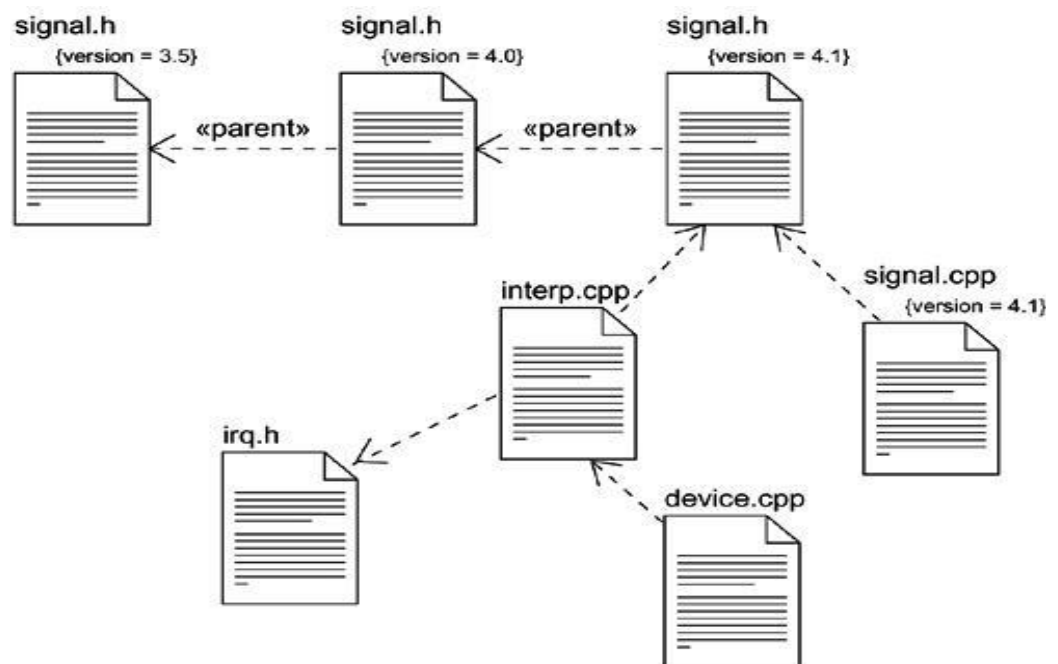 signal.h
{version = 3.5}
signal.h
{version = 4.0}
signal.h
{version = 4.1}
«parent»
«parent»
interp.cpp
signal.cpp
{version = 4.1}
irq.h
device.cpp